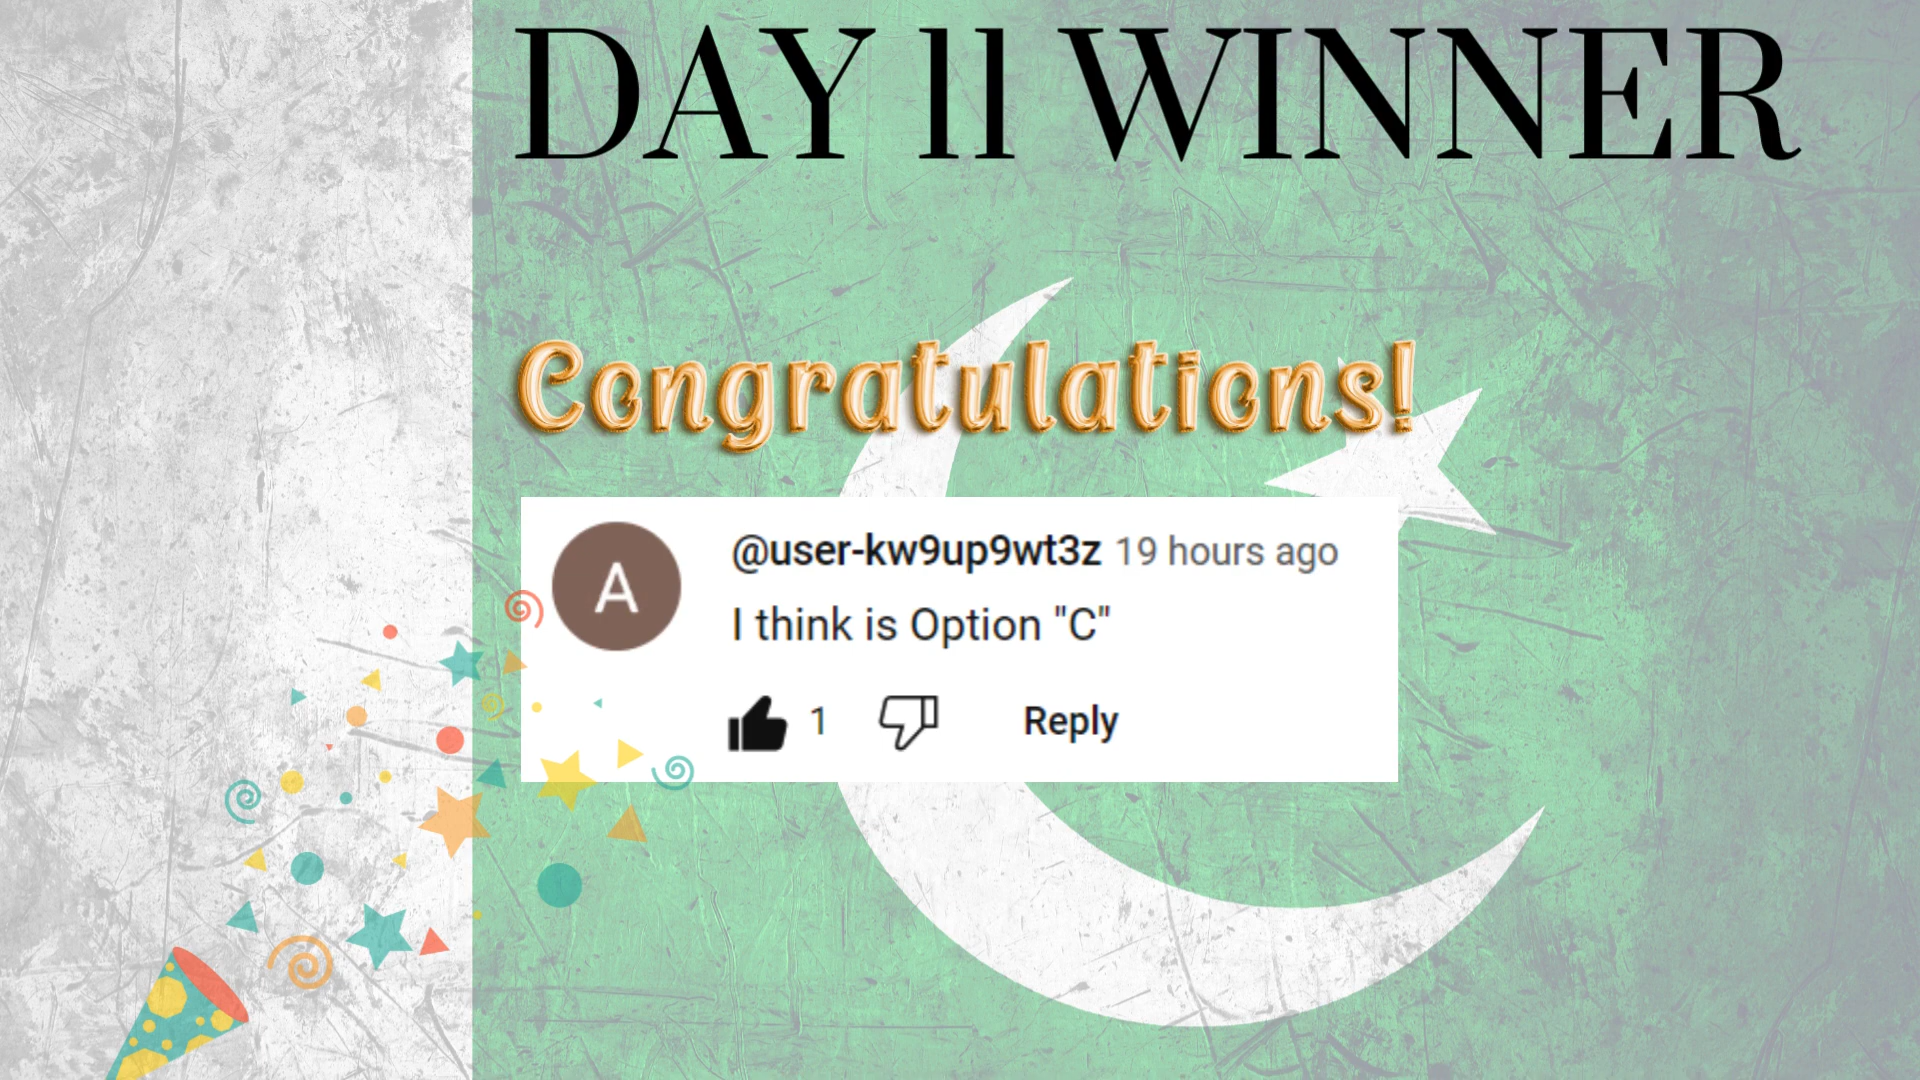 DAY 11 WINNER
Congratulations!
A
@user-kw9up9wt3z 19 hours ago
I think is Option "C"
1 Reply